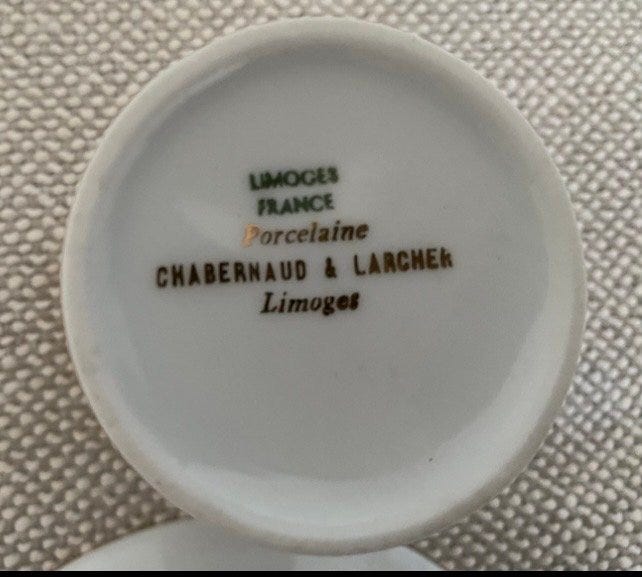 LIMOGES
FRANCE
Porcelaine
CHABERNAUD & LARCHER
Limoges